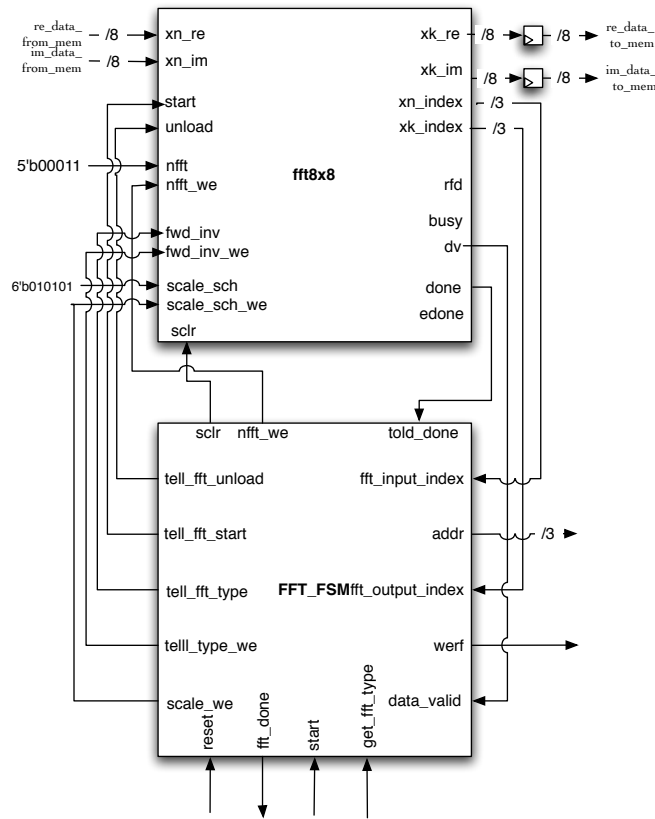 re_data_
from_mem
/8
xn_re
xk_re
/8
/8
re_data_
to_mem
im_data_
from_mem
/8
xn_im
xk_im
/8
/8
im_data_
to_mem
start
xn_index
/3
unload
xk_index
/3
5'b00011
nfft
fft8x8
nfft_we
rfd
busy
fwd_inv
dv
fwd_inv_we
6'b010101
scale_sch
done
scale_sch_we
edone
sclr
sclr
nfft_we
told_done
tell_fft_unload
fft_input_index
tell_fft_start
addr
/3
tell_fft_type
FFT_FSM
fft_output_index
telll_type_we
werf
scale_we
data_valid
reset
fft_done
start
get_fft_type